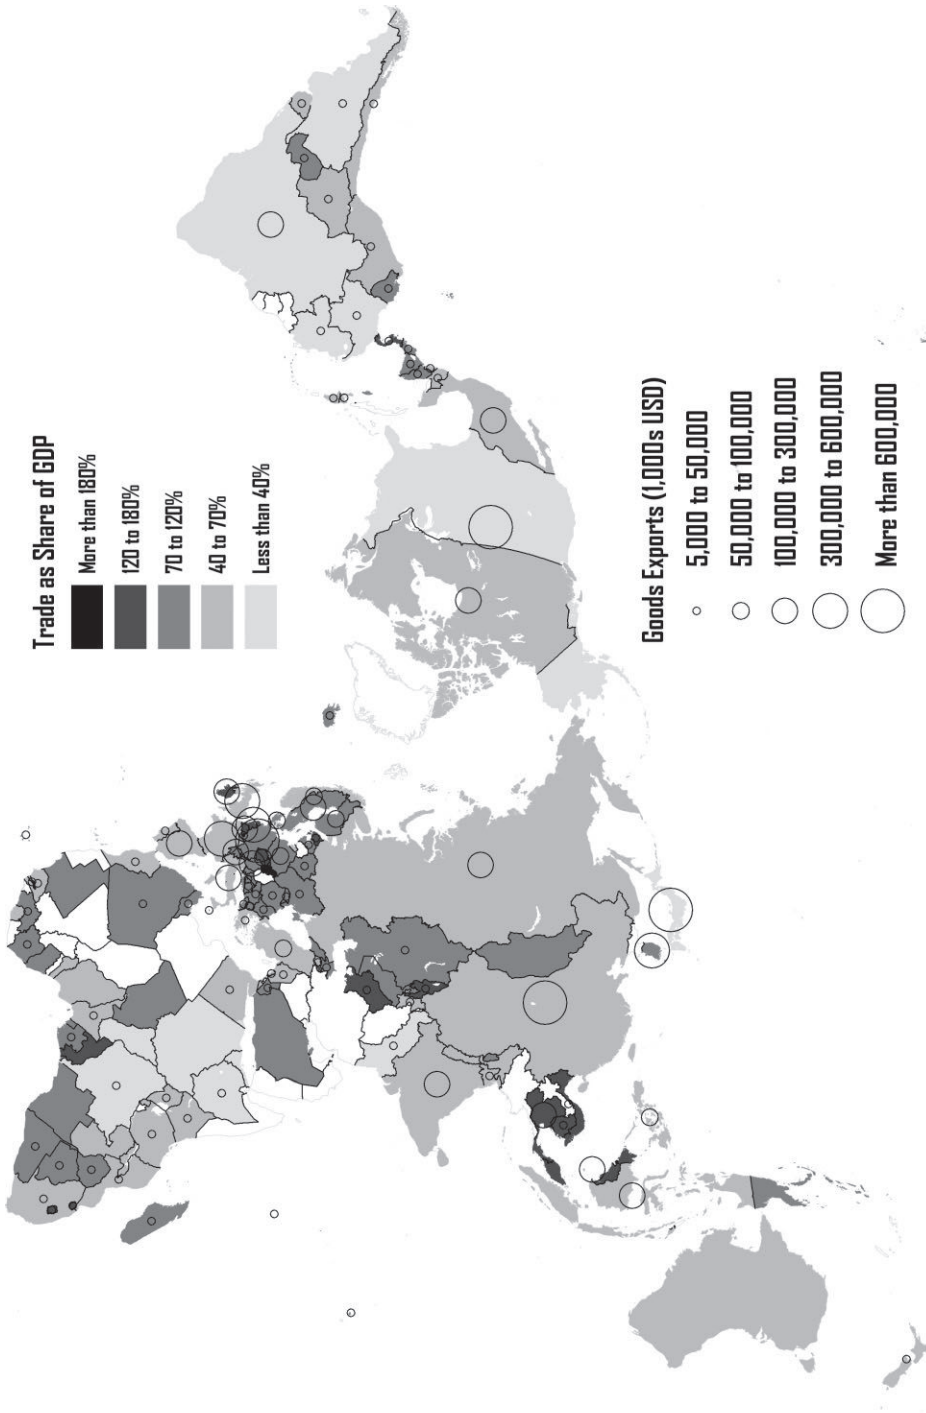 Trade as Share of GDP
More than 180%
120 to 180%
70 to 120%
40 to 70%
Less than 40%
Goods Exports (1,000s USD)
5,000 to 50,000
50,000 to 100,000
100,000 to 300,000
300,000 to 600,000
More than 600,000